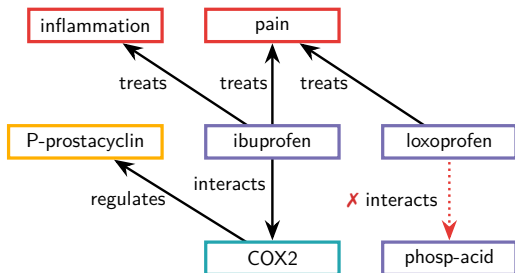 inflammation
pain
treats
treats
treats
P-prostacyclin
ibuprofen
loxoprofen
regulates
interacts
✗ interacts
COX2
phosp-acid